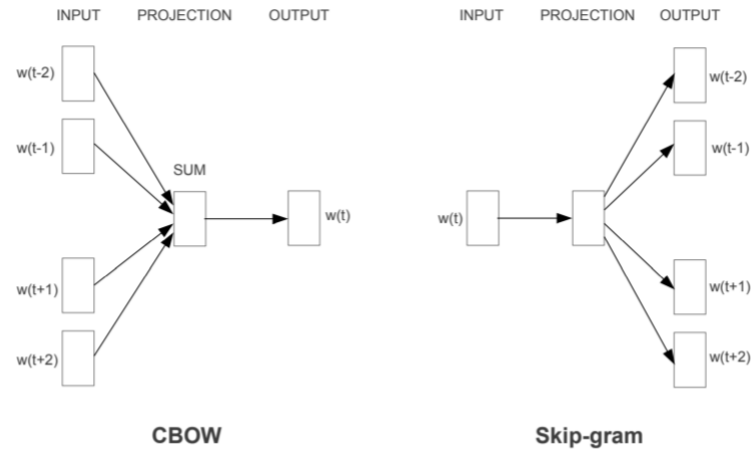 INPUT PROJECTION OUTPUT
w(t-2)
w(t-1)
SUM
w(t)
w(t+1)
w(t+2)
CBOW
INPUT PROJECTION OUTPUT
w(t-2)
w(t-1)
w(t)
w(t+1)
w(t+2)
Skip-gram